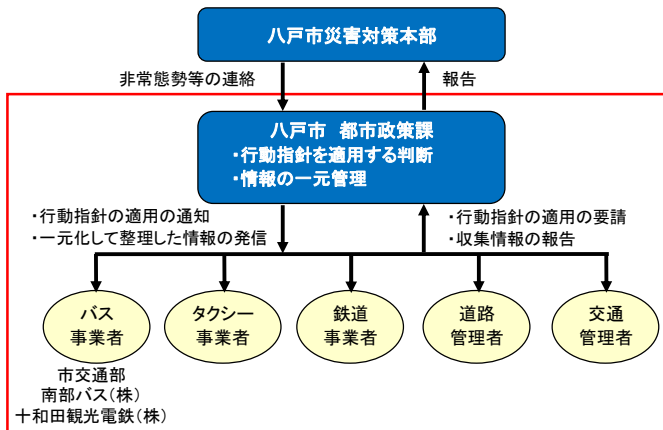 八戸市災害対策本部
非常態勢等の連絡
報告
八戸市 都市政策課
・行動指針を適用する判断
・情報の一元管理
・行動指針の適用の通知
・一元化して整理した情報の発信
・行動指針の適用の要請
・収集情報の報告
バス
事業者
タクシー
事業者
鉄道
事業者
道路
管理者
交通
管理者
市交通部
南部バス(株)
十和田観光電鉄(株)